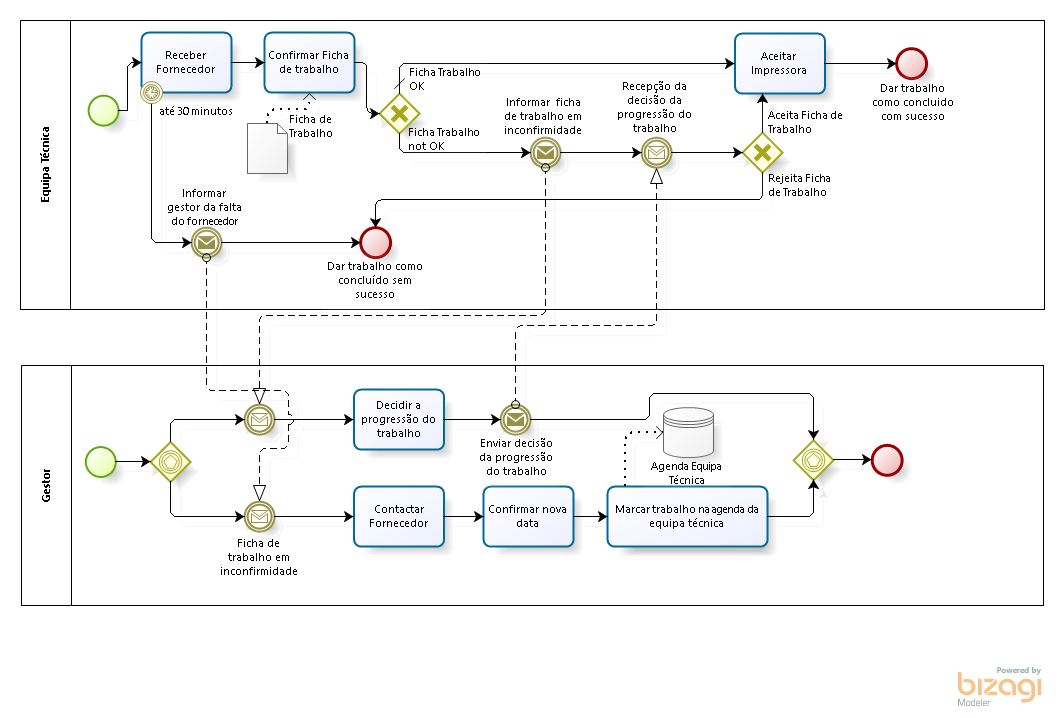 Equipa Técnica
Receber
Fornecedor
até 30 minutos
Confirmar Ficha
de trabalho
Ficha de
Trabalho
Ficha Trabalho
OK
Ficha Trabalho
not OK
Informar ficha
de trabalho em
inconfirmidade
Recepção da
decisão da
progressão do
trabalho
Aceitar
Impressora
Aceita Ficha de
Trabalho
Rejeita Ficha
de Trabalho
Dar trabalho
como concluido
com sucesso
Informar
gestor da falta
do fornecedor
Dar trabalho como
concluído sem
sucesso
Gestor
Decidir a
progressão do
trabalho
Enviar decisão
da progressão
do trabalho
Agenda Equipa
Técnica
Ficha de
trabalho em
inconfirmidade
Contactar
Fornecedor
Confirmar nova
data
Marcar trabalho na agenda da
equipa técnica
Powered by
bizagi
Modeler